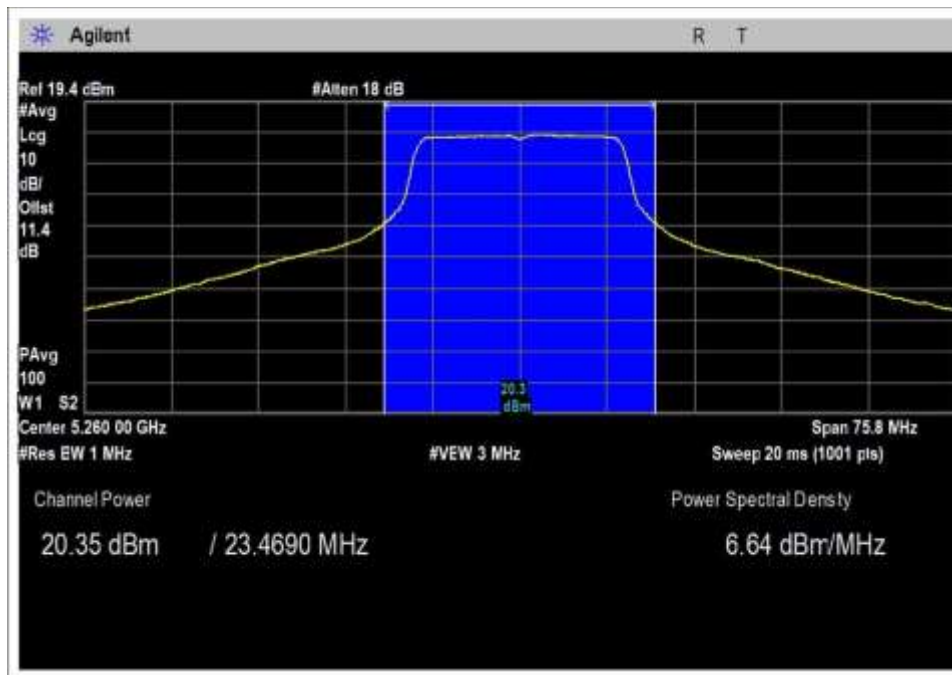 Agilent R T
Ref 19.4 dBm #Atten 18 dB
#Avg
Log
10
dB/
Offst
11.4
dB
PAvg
100
W1 S2
20.3
dBm
Center 5.260 00 GHz Span 75.8 MHz
#Res BW 1 MHz #VBW 3 MHz Sweep 20 ms (1001 pts)
Channel Power Power Spectral Density
20.35 dBm / 23.4690 MHz 6.64 dBm/MHz